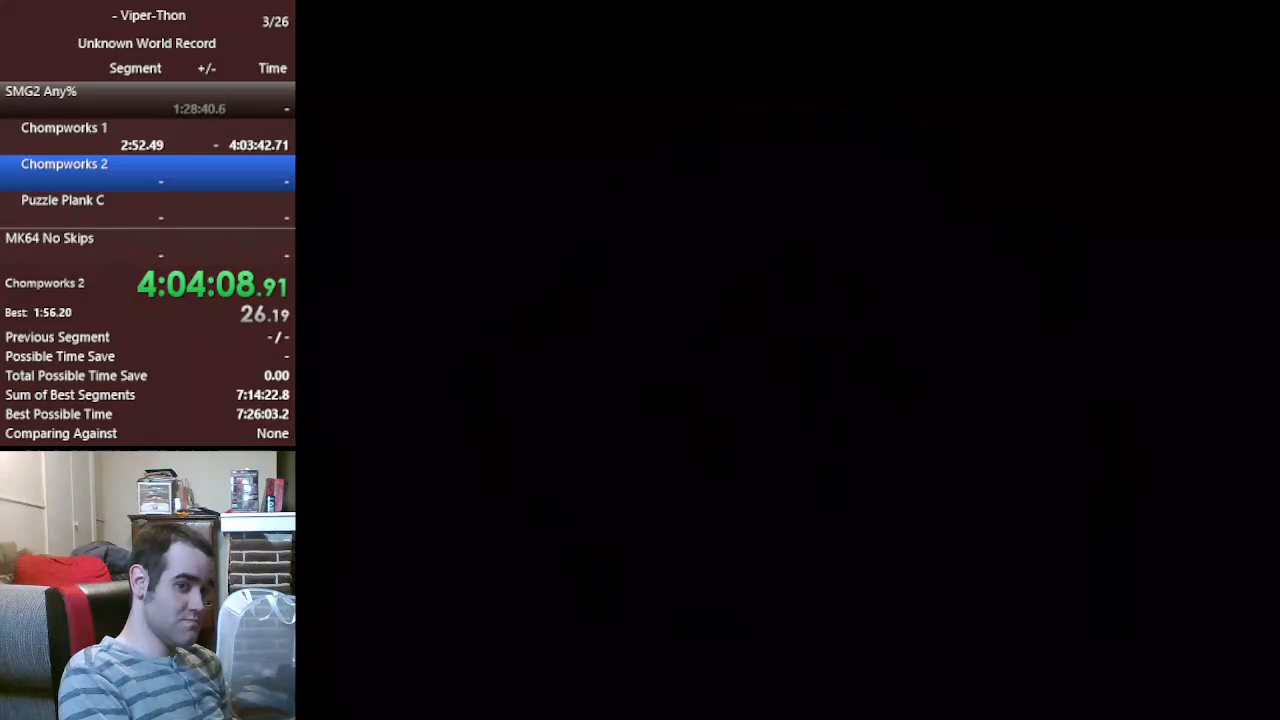 - Viper-Thon
3/26
Unknown World Record
Segment +/- Time
SMG2 Any%
1:28:40.6 -
Chompworks 1
2:52.49 - 4:03:42.71
Chompworks 2
- -
Puzzle Plank C
- -
MK64 No Skips
- -
Chompworks 2 4:04:08.91
Best: 1:56.20 26.19
Previous Segment - / -
Possible Time Save -
Total Possible Time Save 0.00
Sum of Best Segments 7:14:22.8
Best Possible Time 7:26:03.2
Comparing Against None